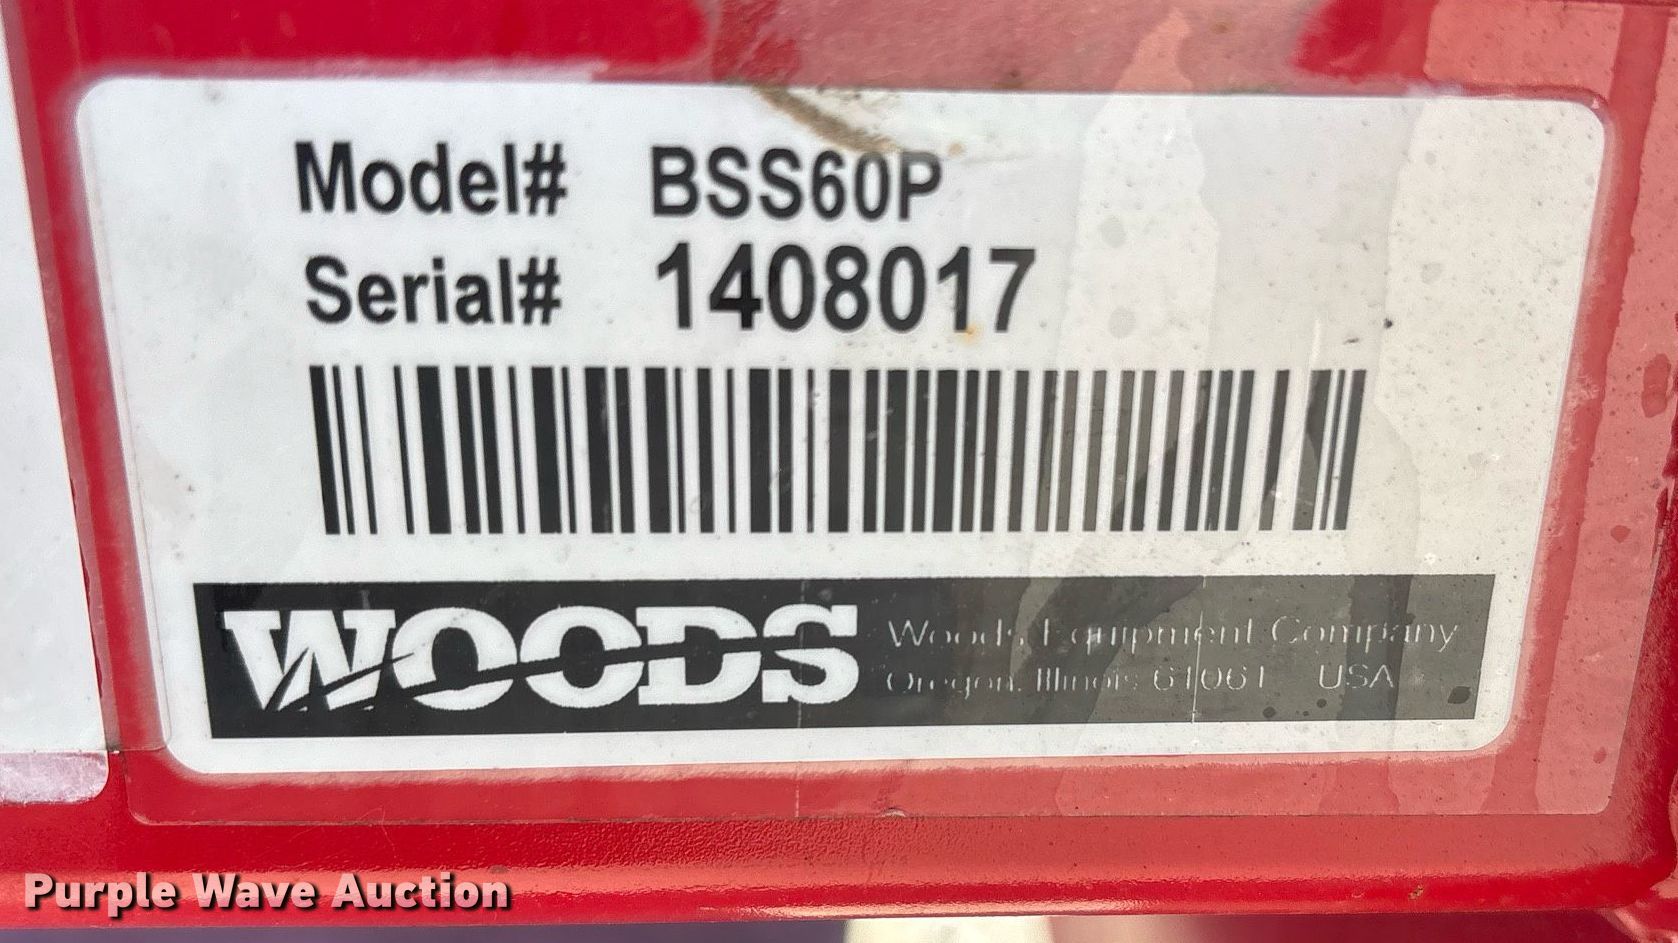 Model# BSS60P
Serial# 1408017
WOODS
Woods Equipment Company
Oregon, Illinois 61061 USA
Purple Wave Auction